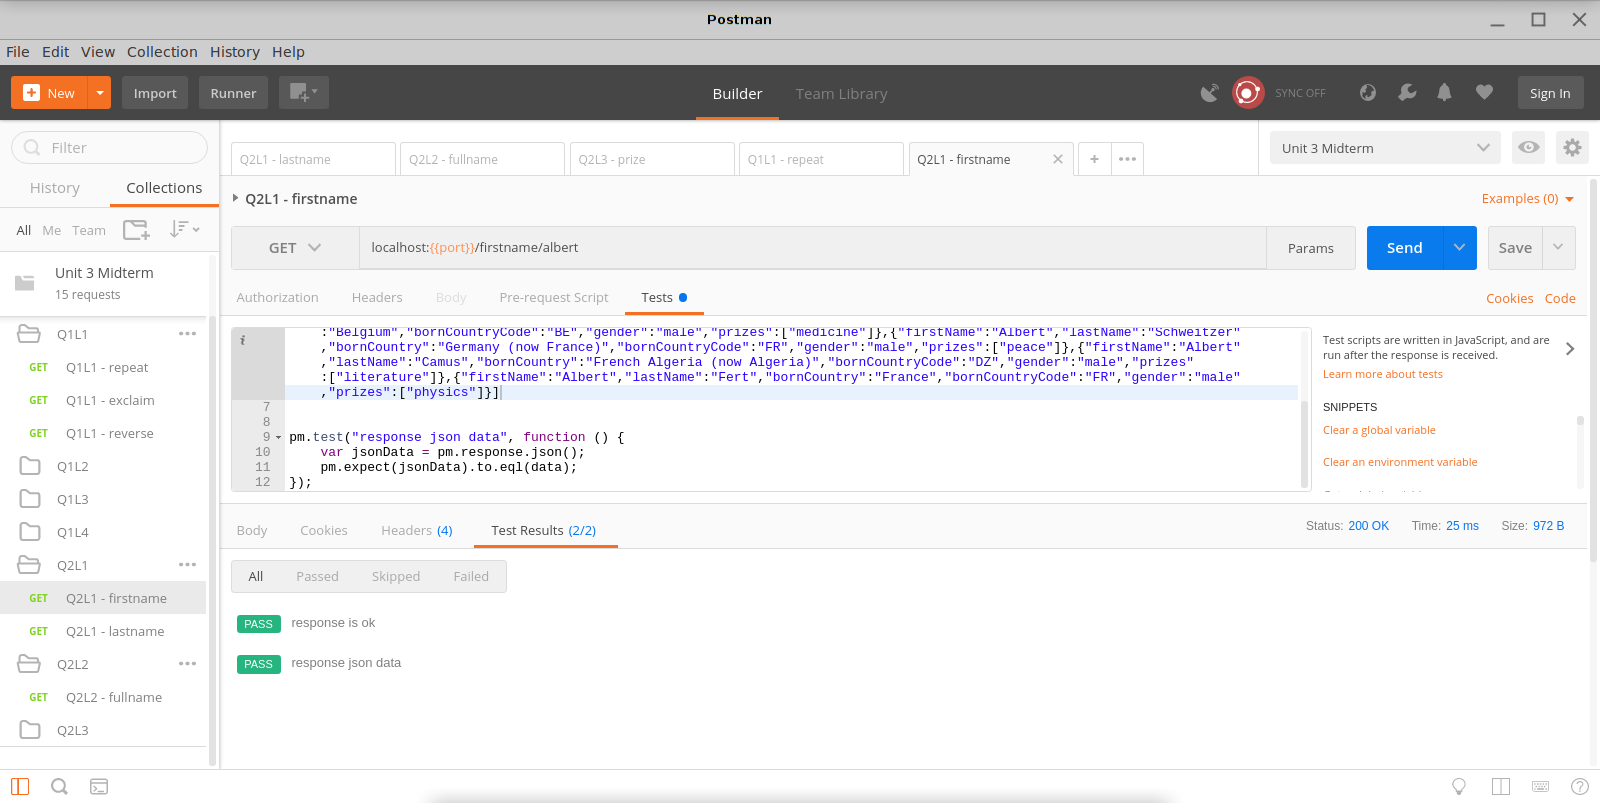 Postman
File Edit View Collection History Help
New Import Runner Builder Team Library SYNC OFF Sign In
Filter
History Collections
All Me Team
Unit 3 Midterm
15 requests
Q1L1
GET Q1L1 - repeat
GET Q1L1 - exclaim
GET Q1L1 - reverse
Q1L2
Q1L3
Q1L4
Q2L1
GET Q2L1 - firstname
GET Q2L1 - lastname
Q2L2
GET Q2L2 - fullname
Q2L3
Q2L1 - lastname Q2L2 - fullname Q2L3 - prize Q1L1 - repeat Q2L1 - firstname
Unit 3 Midterm
Q2L1 - firstname Examples (0)
GET localhost:{{port}}/firstname/albert Params Send Save
Authorization Headers Body Pre-request Script Tests Cookies Code
:"Belgium","bornCountryCode":"BE","gender":"male","prizes":["medicine"]},{"firstName":"Albert","lastName":"Schweitzer"
,"bornCountry":"Germany (now France)","bornCountryCode":"FR","gender":"male","prizes":["peace"]},{"firstName":"Albert"
,"lastName":"Camus","bornCountry":"French Algeria (now Algeria)","bornCountryCode":"DZ","gender":"male","prizes"
:["literature"]},{"firstName":"Albert","lastName":"Fert","bornCountry":"France","bornCountryCode":"FR","gender":"male"
,"prizes":["physics"]}]
7
8
9 pm.test("response json data", function () {
10 var jsonData = pm.response.json();
11 pm.expect(jsonData).to.eql(data);
12 });
Test scripts are written in JavaScript, and are
run after the response is received.
Learn more about tests
SNIPPETS
Clear a global variable
Clear an environment variable
Body Cookies Headers (4) Test Results (2/2) Status: 200 OK Time: 25 ms Size: 972 B
All Passed Skipped Failed
PASS response is ok
PASS response json data